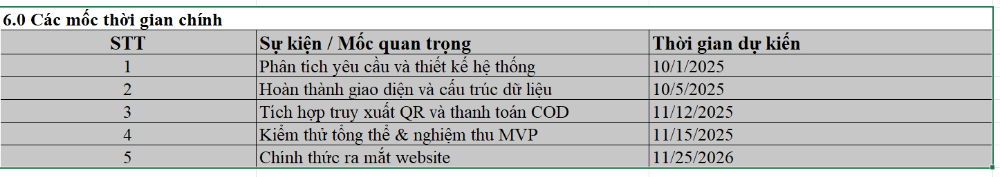 6.0 Các mốc thời gian chính
STT Sự kiện / Mốc quan trọng Thời gian dự kiến
1 Phân tích yêu cầu và thiết kế hệ thống 10/1/2025
2 Hoàn thành giao diện và cấu trúc dữ liệu 10/5/2025
3 Tích hợp truy xuất QR và thanh toán COD 11/12/2025
4 Kiểm thử tổng thể & nghiệm thu MVP 11/15/2025
5 Chính thức ra mắt website 11/25/2026